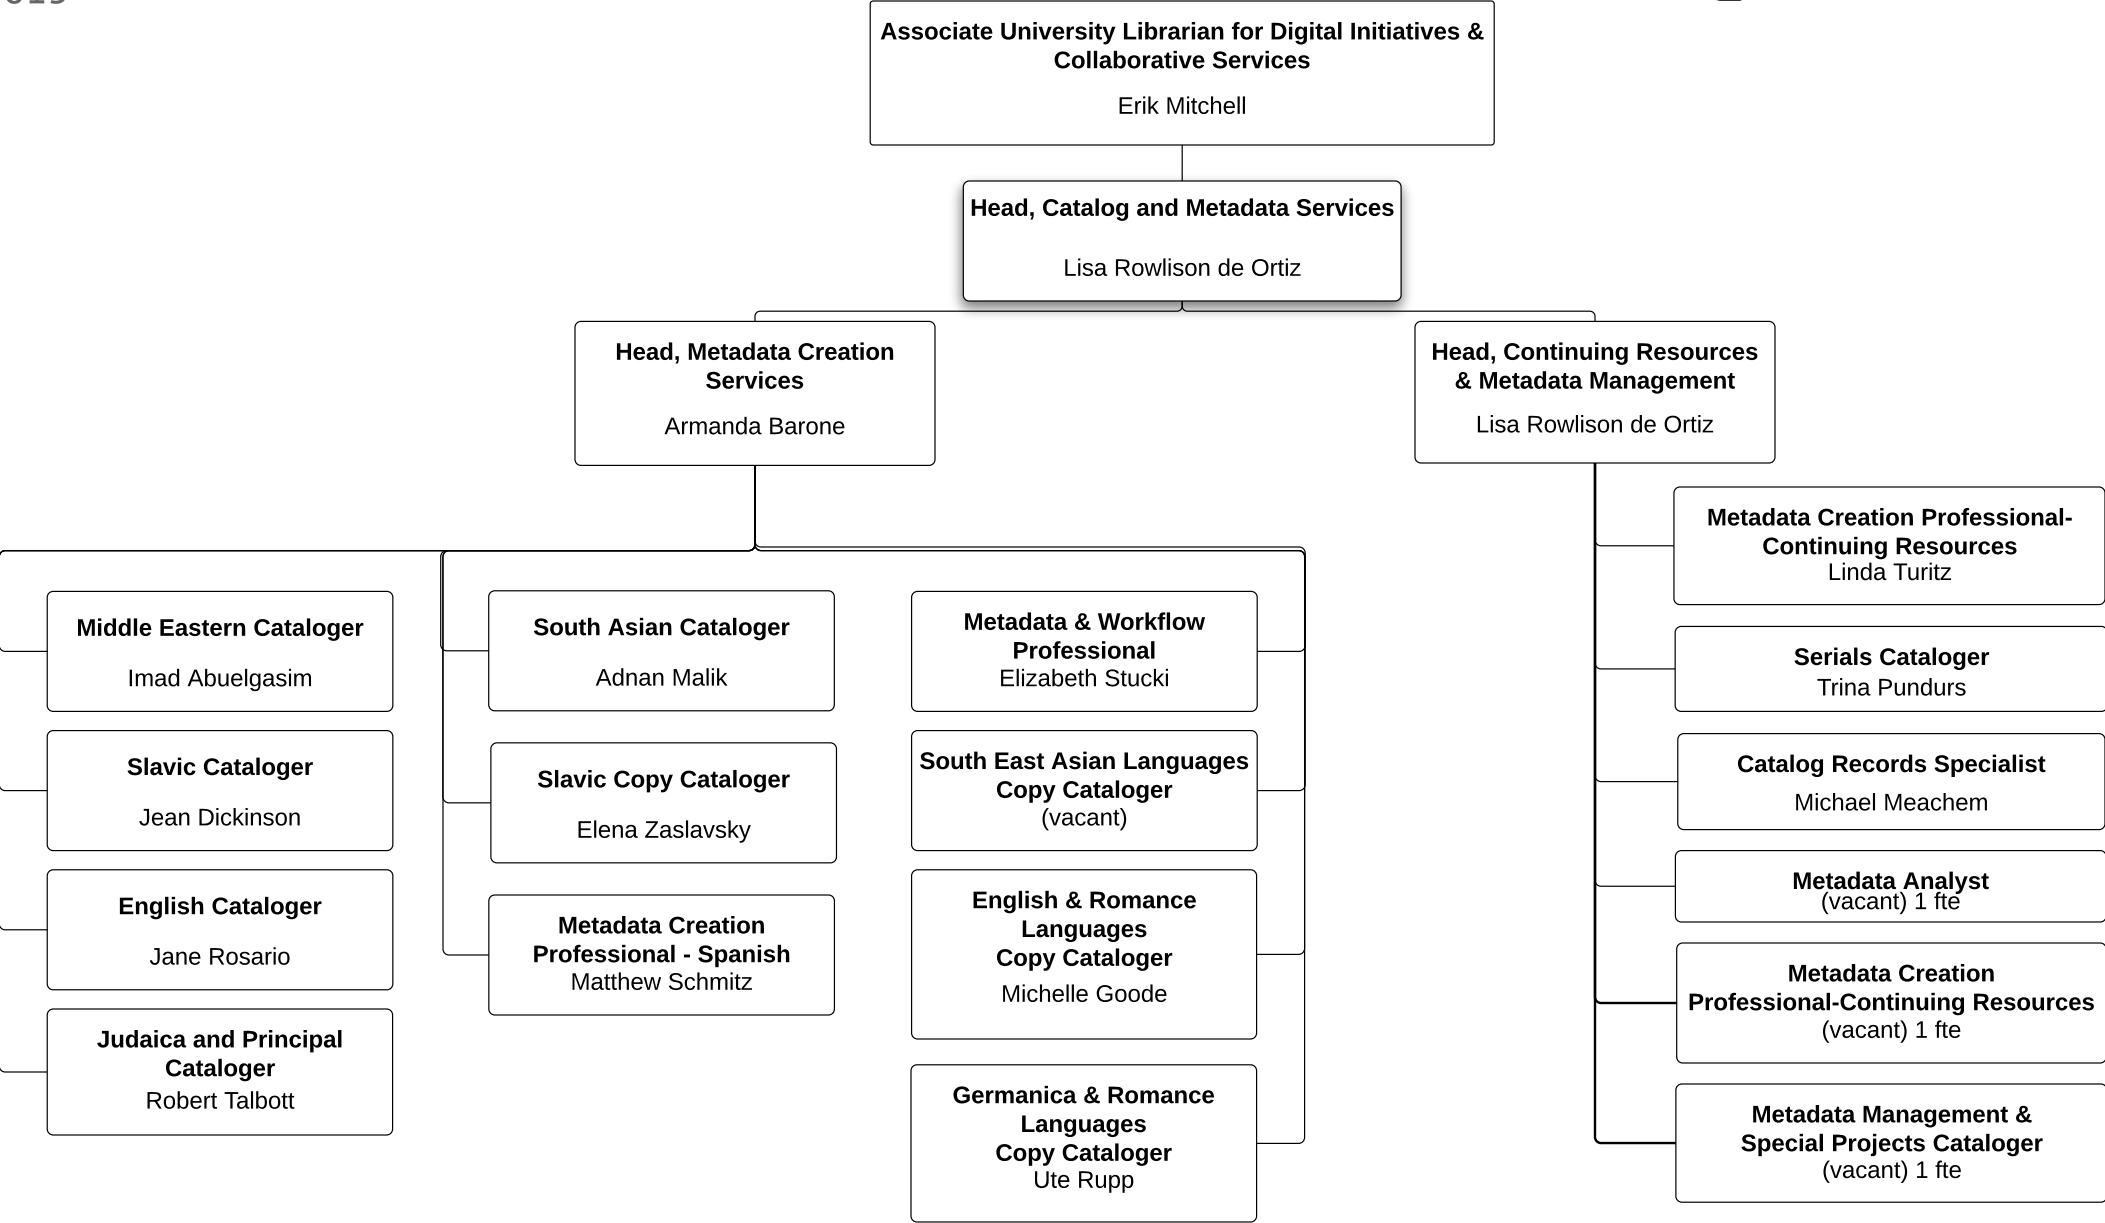 Associate University Librarian for Digital Initiatives &
Collaborative Services
Erik Mitchell
Head, Catalog and Metadata Services
Lisa Rowlison de Ortiz
Head, Metadata Creation
Services
Armanda Barone
Head, Continuing Resources
& Metadata Management
Lisa Rowlison de Ortiz
Middle Eastern Cataloger
Imad Abuelgasim
Slavic Cataloger
Jean Dickinson
English Cataloger
Jane Rosario
Judaica and Principal
Cataloger
Robert Talbott
South Asian Cataloger
Adnan Malik
Slavic Copy Cataloger
Elena Zaslavsky
Metadata Creation
Professional - Spanish
Matthew Schmitz
Metadata & Workflow
Professional
Elizabeth Stucki
South East Asian Languages
Copy Cataloger
(vacant)
English & Romance
Languages
Copy Cataloger
Michelle Goode
Germanica & Romance
Languages
Copy Cataloger
Ute Rupp
Metadata Creation Professional-
Continuing Resources
Linda Turitz
Serials Cataloger
Trina Pundurs
Catalog Records Specialist
Michael Meachem
Metadata Analyst
(vacant) 1 fte
Metadata Creation
Professional-Continuing Resources
(vacant) 1 fte
Metadata Management &
Special Projects Cataloger
(vacant) 1 fte